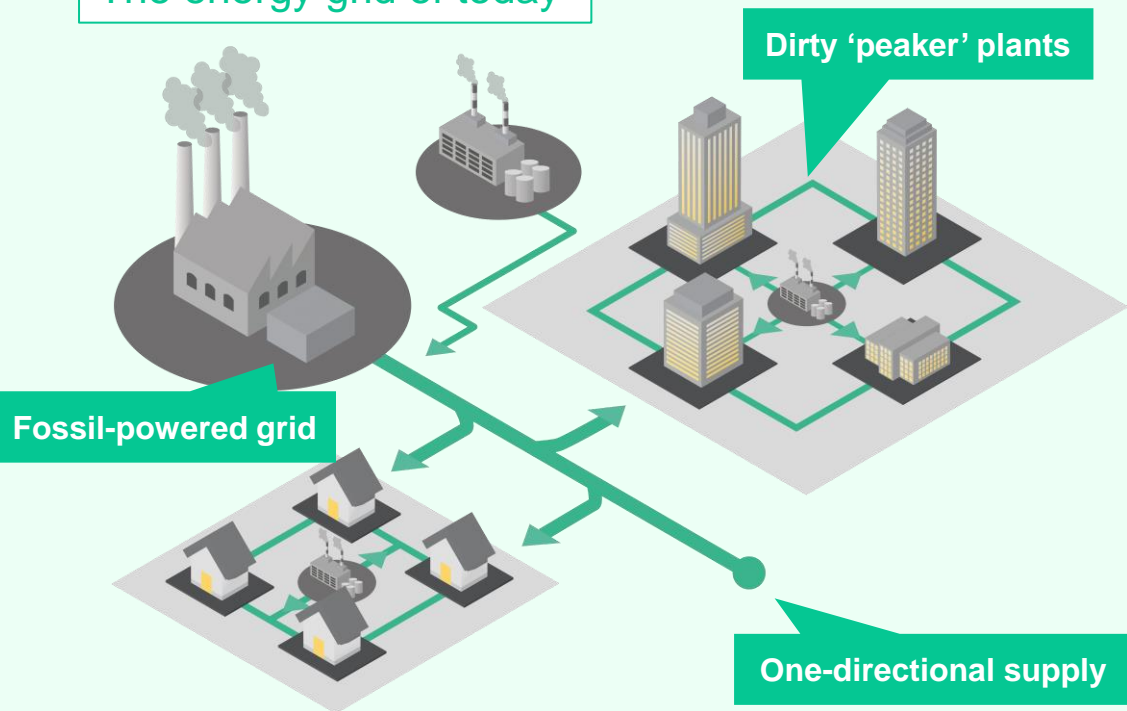 The energy grid of today
Dirty ‘peaker’ plants
Fossil-powered grid
One-directional supply